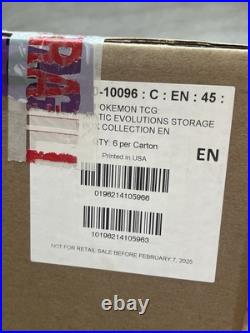 -10096 : C : EN : 45 :
OKEMON TCG
TIC EVOLUTIONS STORAGE
COLLECTION EN
TY: 6 per Carton
Printed in USA
EN
0196214105966
10196214105963
NOT FOR RETAIL SALE BEFORE FEBRUARY 7, 2025